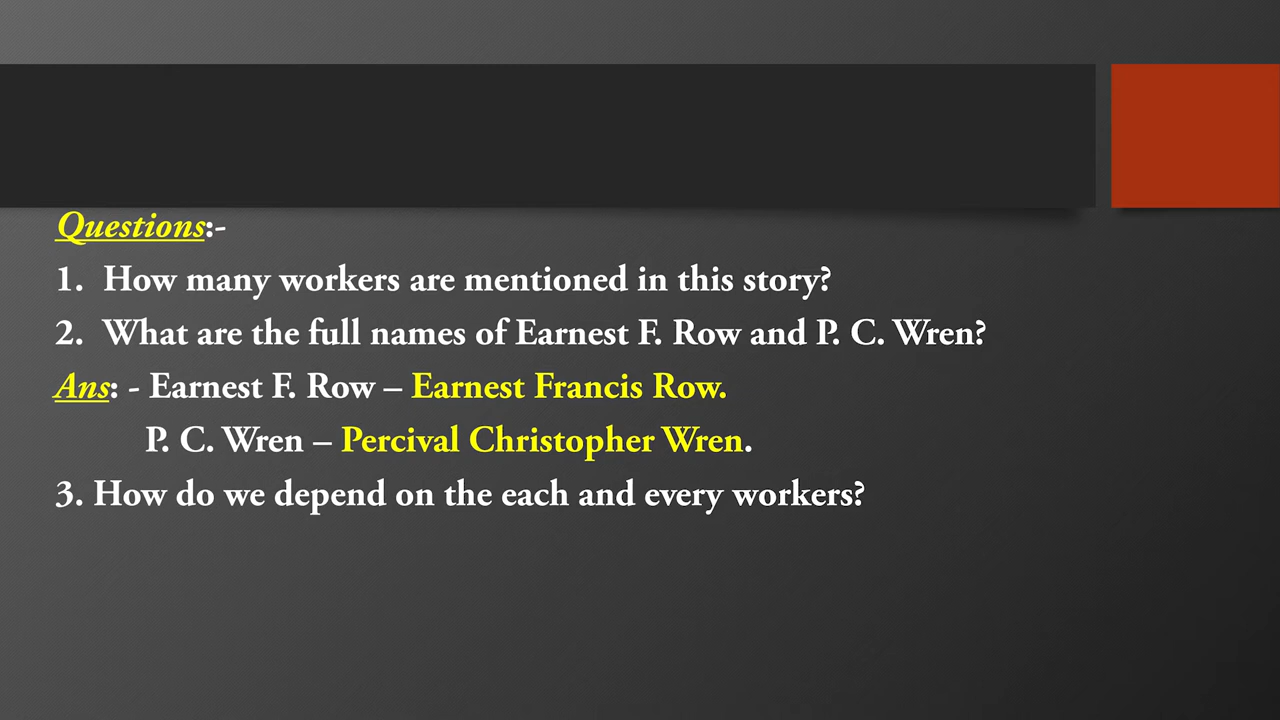 Questions:-
1. How many workers are mentioned in this story?
2. What are the full names of Earnest F. Row and P. C. Wren?
Ans: - Earnest F. Row – Earnest Francis Row.
P. C. Wren – Percival Christopher Wren.
3. How do we depend on the each and every workers?